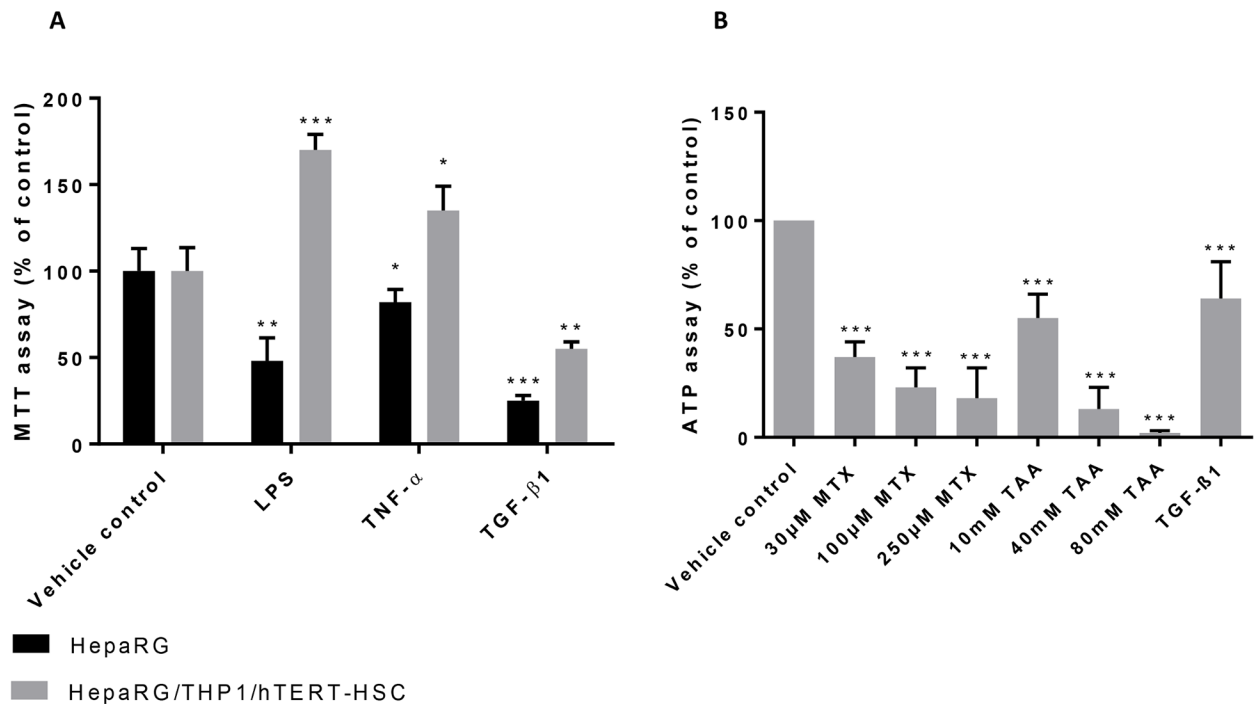 A
MTT assay (% of control)
200
150
100
50
0
***
*
**
*
**
***
Vehicle control
LPS
TNF-α
TGF-β1
HepaRG
HepaRG/THP1/hTERT-HSC
B
ATP assay (% of control)
150
100
50
0
***
***
***
***
***
***
***
Vehicle control
30µM MTX
100µM MTX
250µM MTX
10mM TAA
40mM TAA
80mM TAA
TGF-ß1